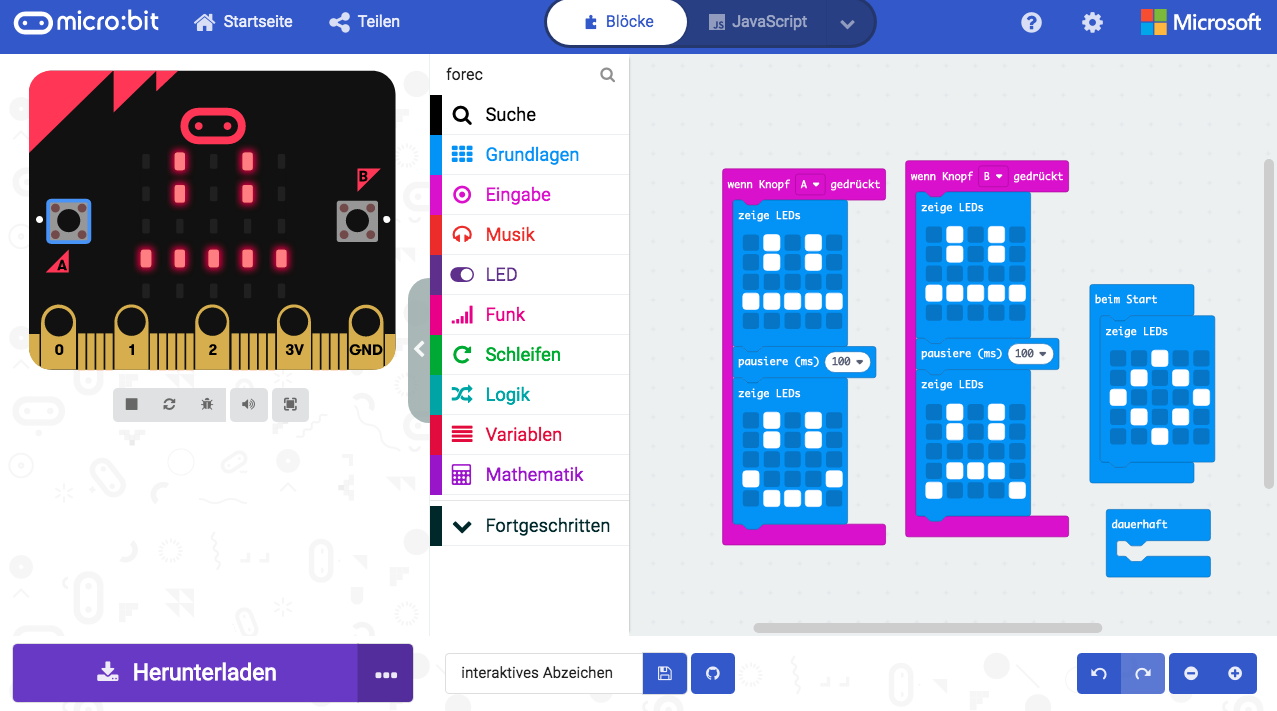 micro:bit Startseite Teilen Blöcke JavaScript Microsoft
forec
Suche
Grundlagen
Eingabe
Musik
LED
Funk
Schleifen
Logik
Variablen
Mathematik
Fortgeschritten
A
B
0 1 2 3V GND
wenn Knopf A gedrückt
zeige LEDs
pausiere (ms) 100
zeige LEDs
wenn Knopf B gedrückt
zeige LEDs
pausiere (ms) 100
zeige LEDs
beim Start
zeige LEDs
dauerhaft
Herunterladen
interaktives Abzeichen